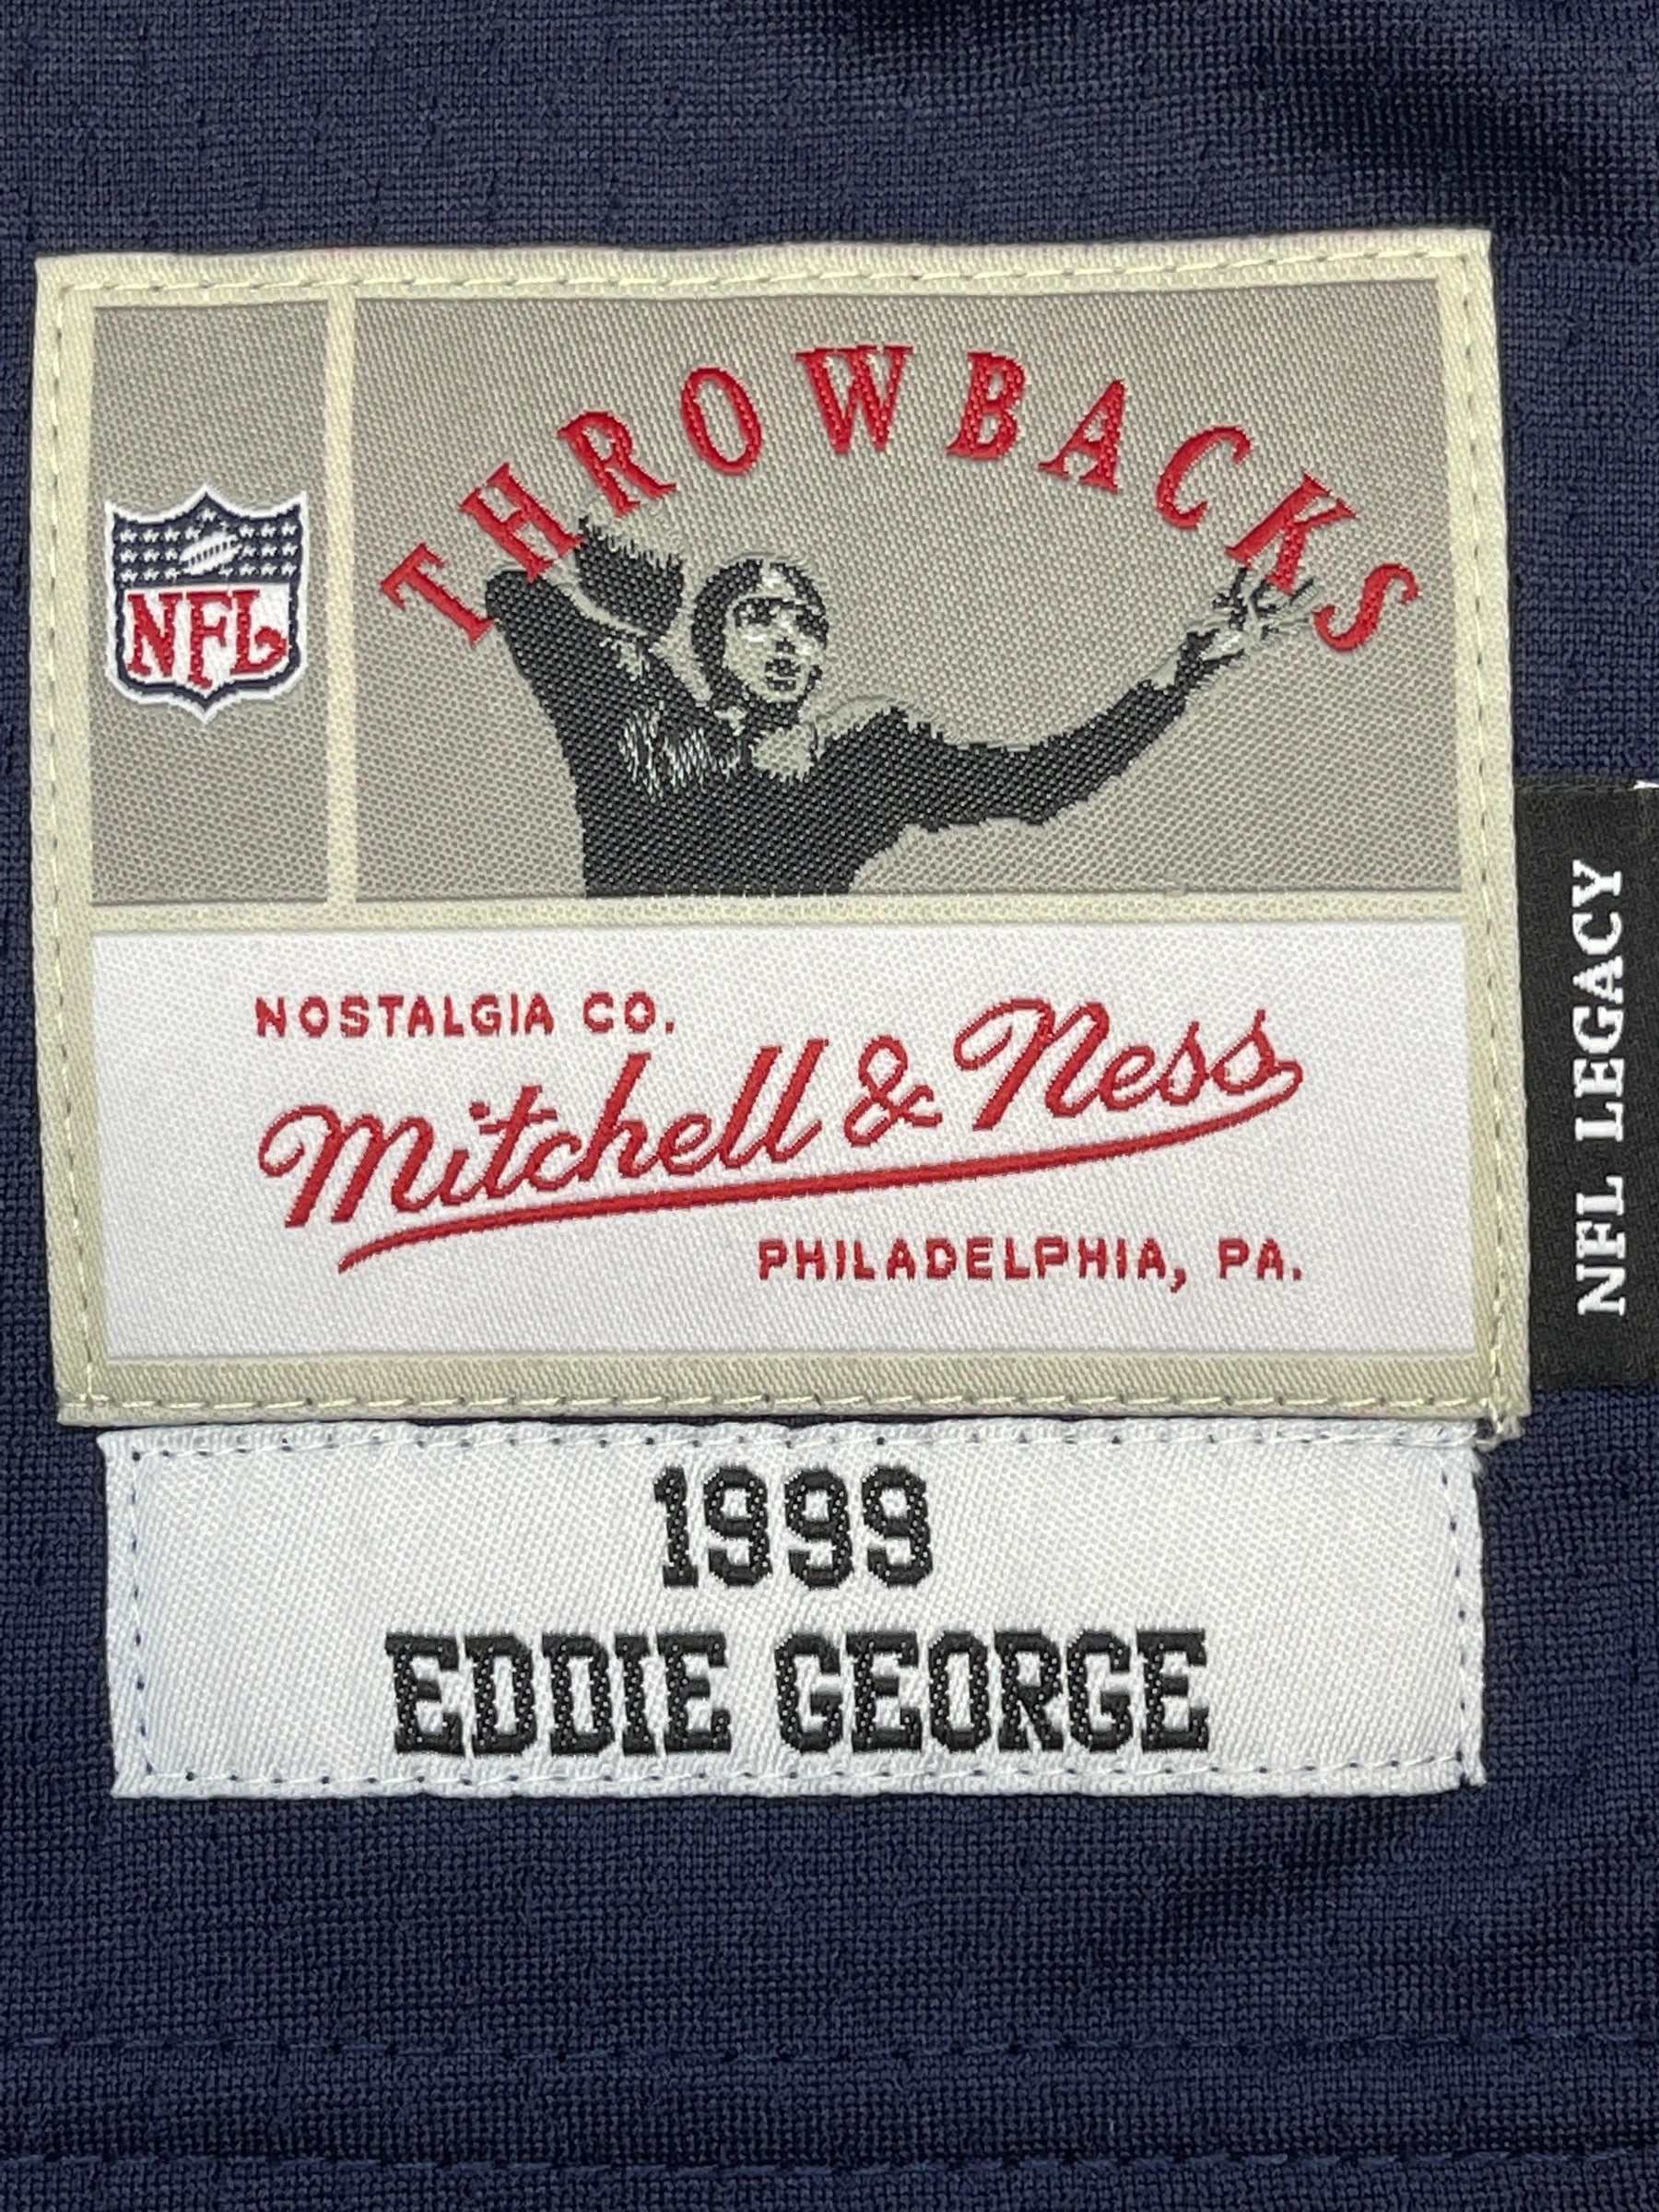 THROWBACKS
NFL
NOSTALGIA CO.
Mitchell & Ness
PHILADELPHIA, PA.
NFL LEGACY
1999
EDDIE GEORGE